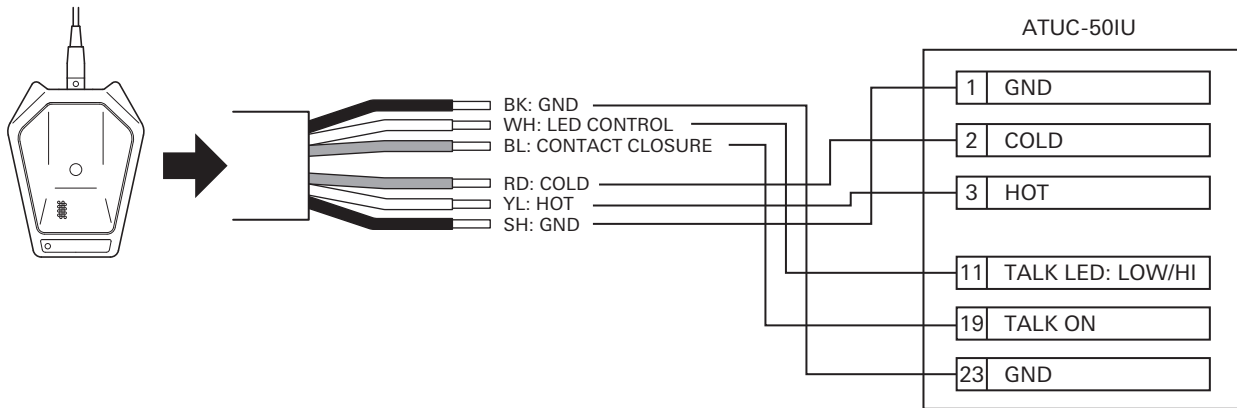 ATUC-50IU
BK: GND
WH: LED CONTROL
BL: CONTACT CLOSURE
RD: COLD
YL: HOT
SH: GND
1 GND
2 COLD
3 HOT
11 TALK LED: LOW/HI
19 TALK ON
23 GND